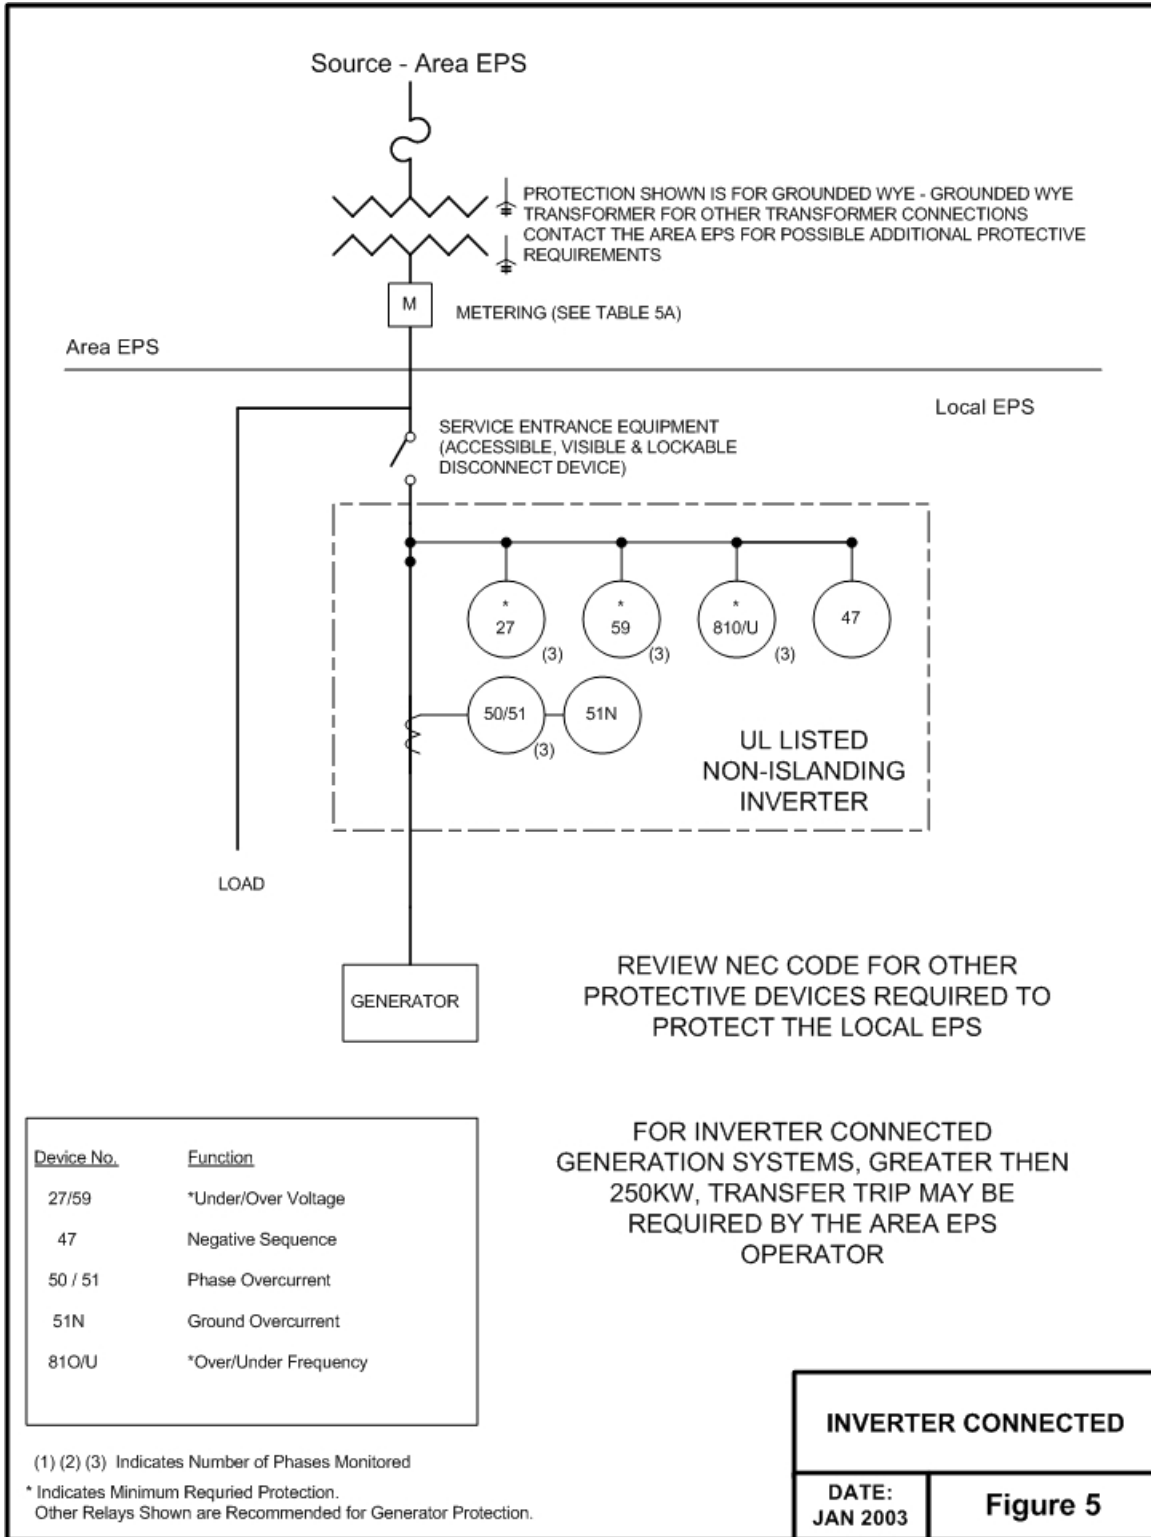 Source - Area EPS
PROTECTION SHOWN IS FOR GROUNDED WYE - GROUNDED WYE
TRANSFORMER FOR OTHER TRANSFORMER CONNECTIONS
CONTACT THE AREA EPS FOR POSSIBLE ADDITIONAL PROTECTIVE
REQUIREMENTS
M
METERING (SEE TABLE 5A)
Area EPS
Local EPS
SERVICE ENTRANCE EQUIPMENT
(ACCESSIBLE, VISIBLE & LOCKABLE
DISCONNECT DEVICE)
*
27
(3)
*
59
(3)
*
81O/U
(3)
47
50/51
(3)
51N
UL LISTED
NON-ISLANDING
INVERTER
LOAD
GENERATOR
REVIEW NEC CODE FOR OTHER
PROTECTIVE DEVICES REQUIRED TO
PROTECT THE LOCAL EPS
FOR INVERTER CONNECTED
GENERATION SYSTEMS, GREATER THEN
250KW, TRANSFER TRIP MAY BE
REQUIRED BY THE AREA EPS
OPERATOR
Device No. Function
27/59 *Under/Over Voltage
47 Negative Sequence
50 / 51 Phase Overcurrent
51N Ground Overcurrent
81O/U *Over/Under Frequency
(1) (2) (3) Indicates Number of Phases Monitored
* Indicates Minimum Requried Protection.
Other Relays Shown are Recommended for Generator Protection.
INVERTER CONNECTED
DATE:
JAN 2003
Figure 5